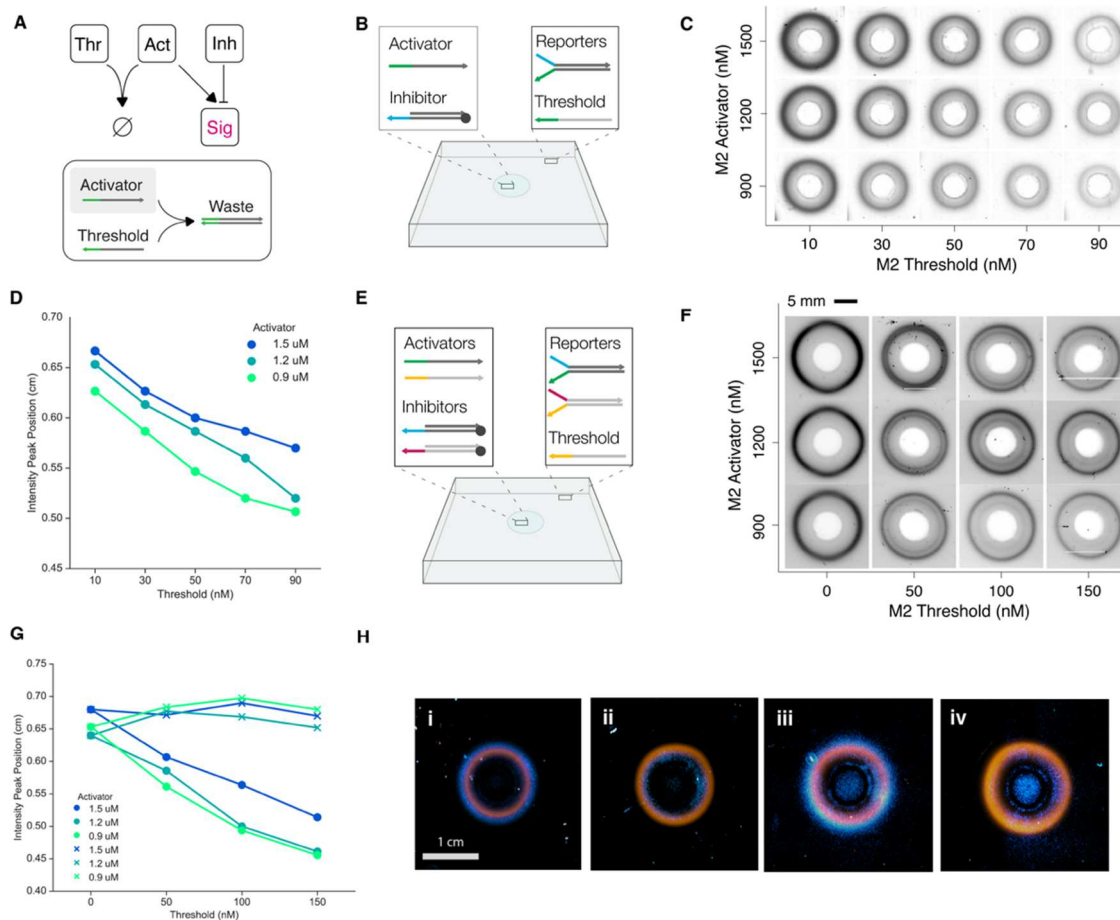 A
Thr
Act
Inh
∅
Sig
Activator
Threshold
Waste
B
Activator
Inhibitor
Reporters
Threshold
C
M2 Activator (nM)
1500
1200
900
10 30 50 70 90
M2 Threshold (nM)
D
Intensity Peak Position (cm)
0.70
0.65
0.60
0.55
0.50
Activator
1.5 uM
1.2 uM
0.9 uM
10 30 50 70 90
Threshold (nM)
E
Activators
Inhibitors
Reporters
Threshold
5 mm
F
M2 Activator (nM)
1500
1200
900
0 50 100 150
M2 Threshold (nM)
G
Intensity Peak Position (cm)
0.75
0.70
0.65
0.60
0.55
0.50
0.45
0.40
Activator
1.5 uM
1.2 uM
0.9 uM
1.5 uM
1.2 uM
0.9 uM
0 50 100 150
Threshold (nM)
H
i
ii
iii
iv
1 cm